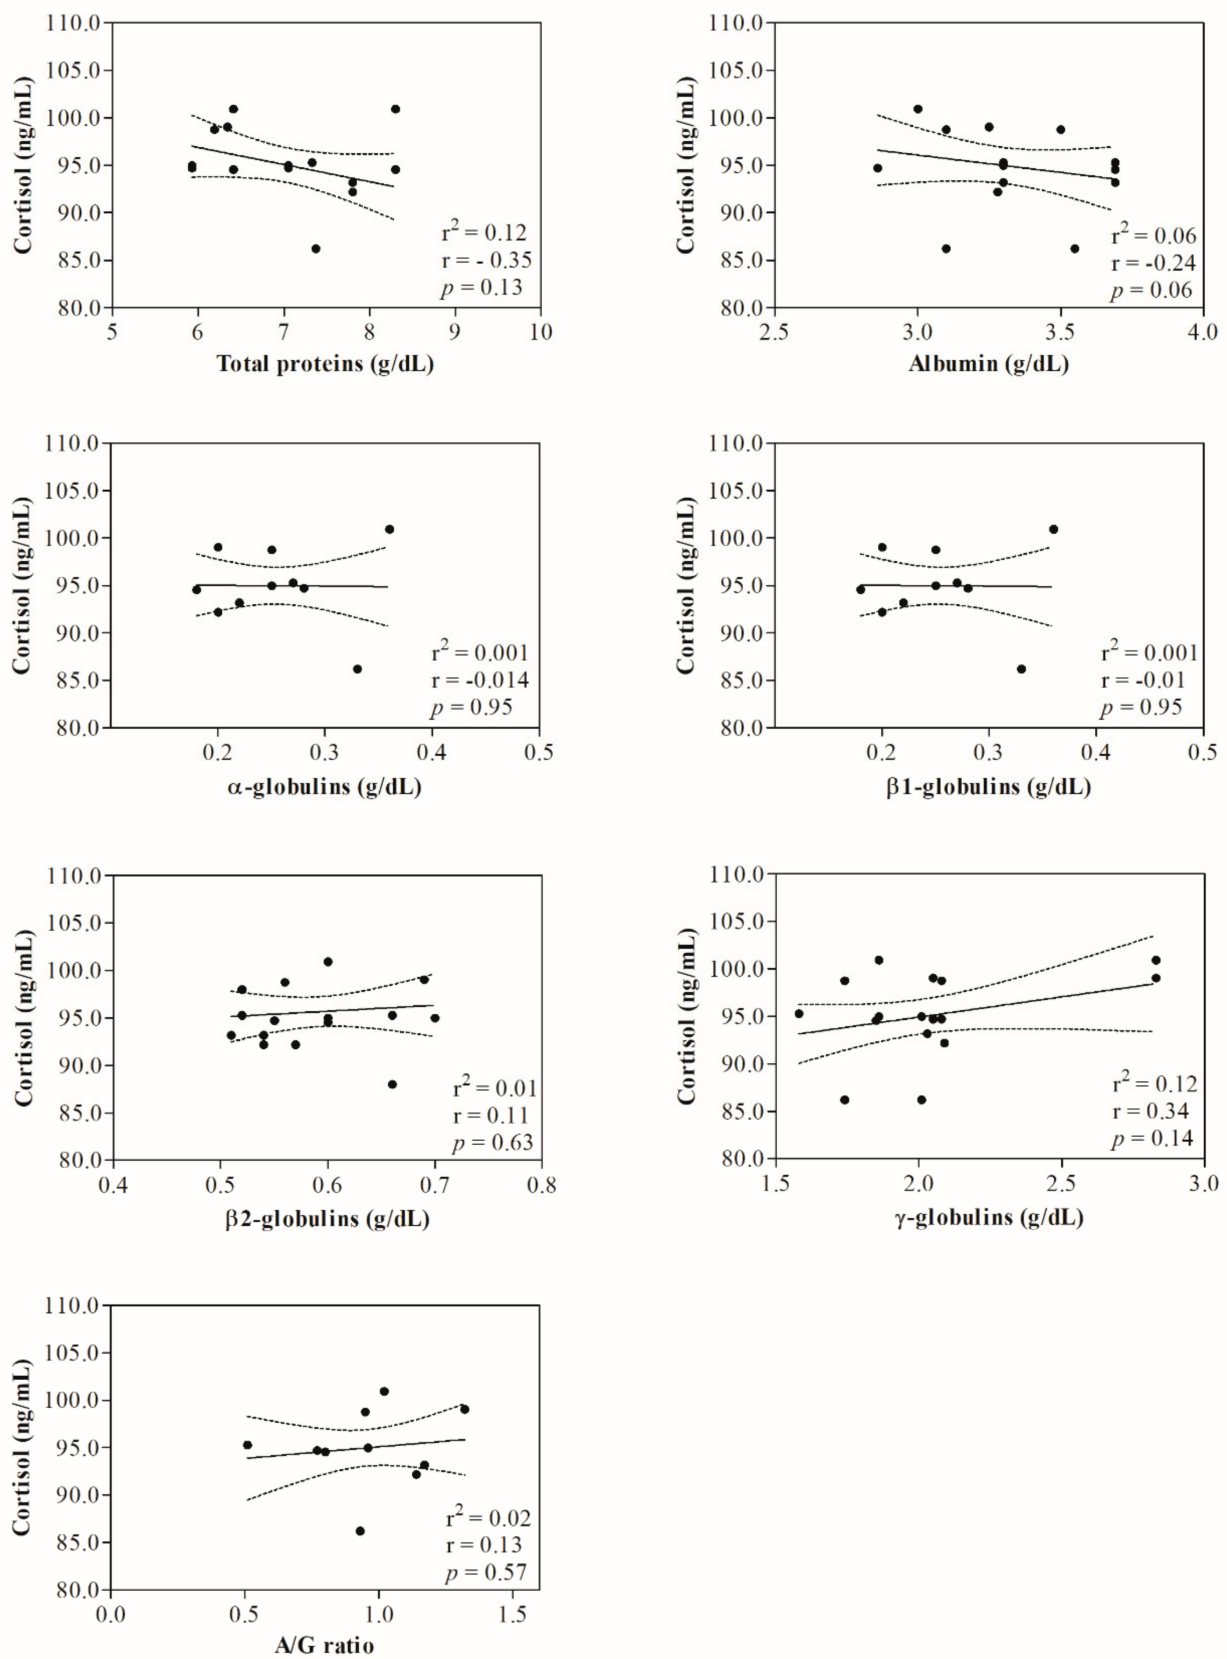 110.0
105.0
100.0
95.0
90.0
85.0
80.0
Cortisol (ng/mL)
r² = 0.12
r = - 0.35
p = 0.13
5 6 7 8 9 10
Total proteins (g/dL)
110.0
105.0
100.0
95.0
90.0
85.0
80.0
Cortisol (ng/mL)
r² = 0.06
r = -0.24
p = 0.06
2.5 3.0 3.5 4.0
Albumin (g/dL)
110.0
105.0
100.0
95.0
90.0
85.0
80.0
Cortisol (ng/mL)
r² = 0.001
r = -0.014
p = 0.95
0.2 0.3 0.4 0.5
α-globulins (g/dL)
110.0
105.0
100.0
95.0
90.0
85.0
80.0
Cortisol (ng/mL)
r² = 0.001
r = -0.01
p = 0.95
0.2 0.3 0.4 0.5
β1-globulins (g/dL)
110.0
105.0
100.0
95.0
90.0
85.0
80.0
Cortisol (ng/mL)
r² = 0.01
r = 0.11
p = 0.63
0.4 0.5 0.6 0.7 0.8
β2-globulins (g/dL)
110.0
105.0
100.0
95.0
90.0
85.0
80.0
Cortisol (ng/mL)
r² = 0.12
r = 0.34
p = 0.14
1.5 2.0 2.5 3.0
γ-globulins (g/dL)
110.0
105.0
100.0
95.0
90.0
85.0
80.0
Cortisol (ng/mL)
r² = 0.02
r = 0.13
p = 0.57
0.0 0.5 1.0 1.5
A/G ratio